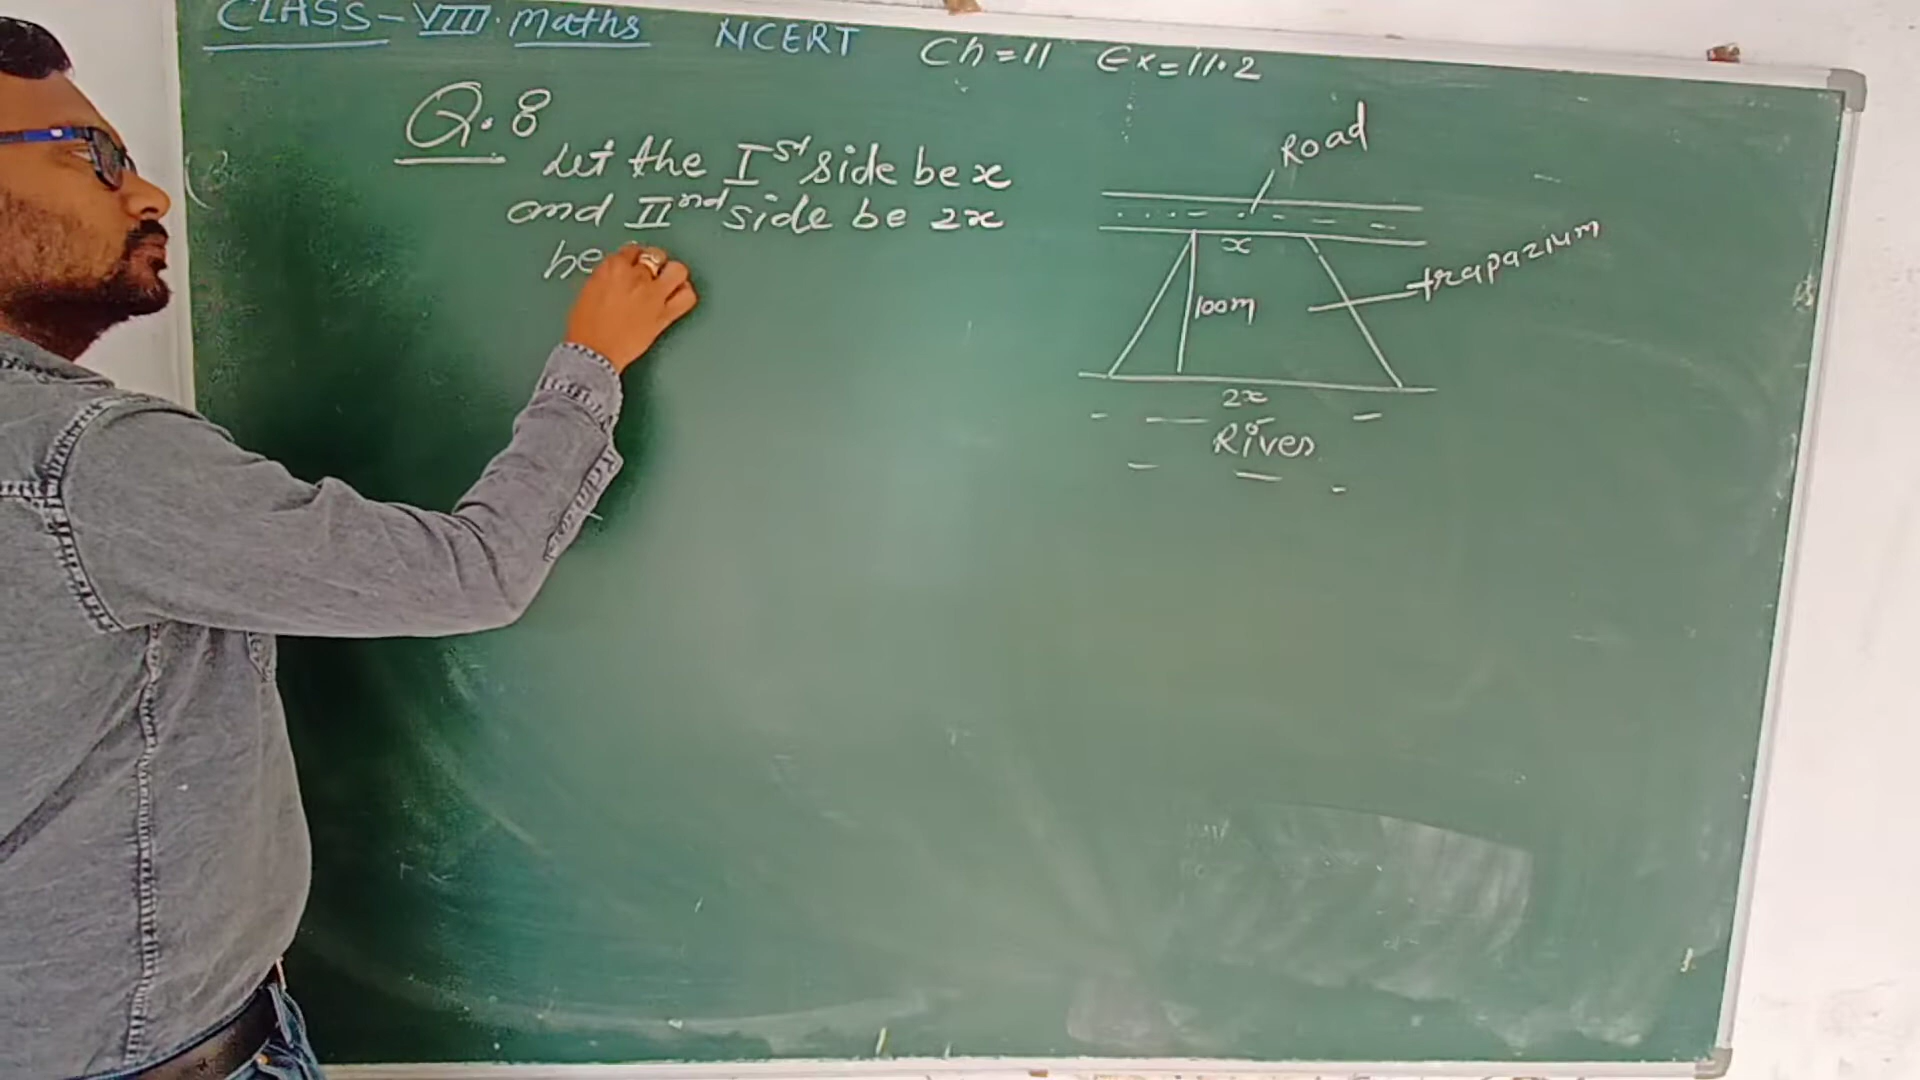 CLASS-VIII. Maths NCERT Ch=11 Ex=11.2
Q.8
Let the Ist side be x
and IInd side be 2x
he
Road
x
100m
trapazium
2x
River